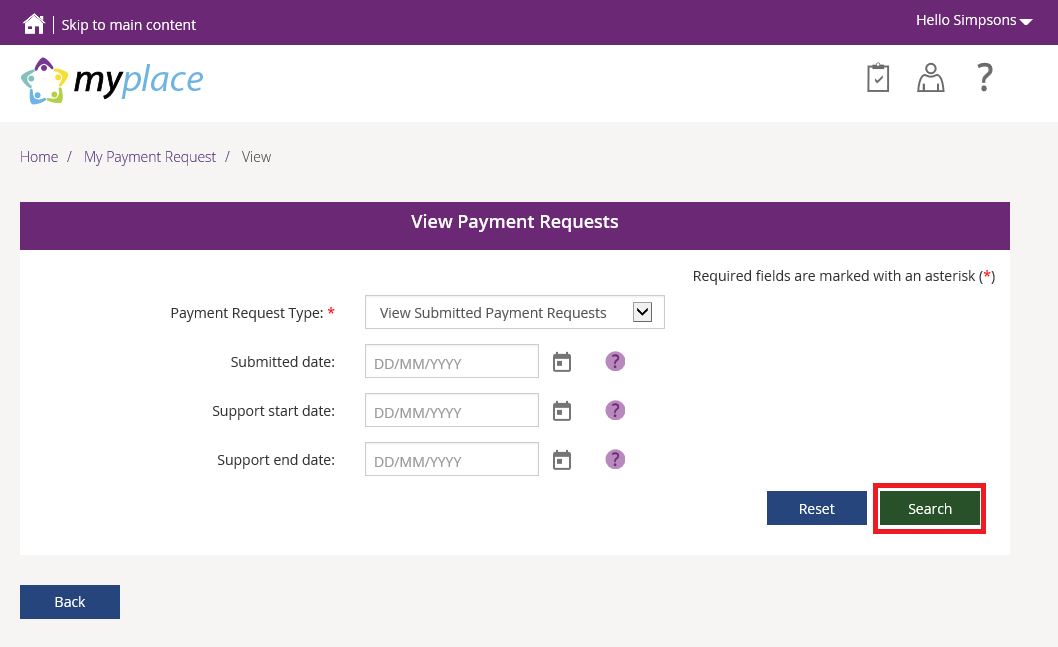 Skip to main content
Hello Simpsons
myplace
?
Home / My Payment Request / View
View Payment Requests
Required fields are marked with an asterisk (*)
Payment Request Type: * View Submitted Payment Requests
Submitted date: DD/MM/YYYY ?
Support start date: DD/MM/YYYY ?
Support end date: DD/MM/YYYY ?
Reset Search
Back